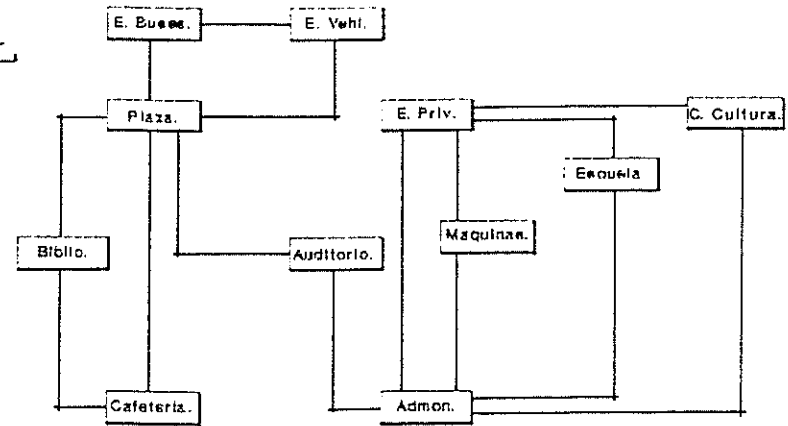 E. Buses.
E. Vehi.
Plaza.
E. Priv.
C. Cultura.
Escuela
Biblio.
Auditorio.
Maquinas.
Cafeteria.
Admon.